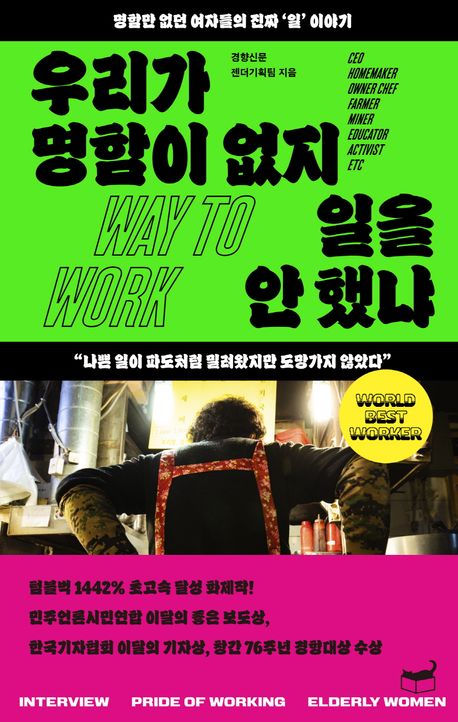 명함만 없던 여자들의 진짜 ‘일’ 이야기
우리가
명함이 없지
일을
안 했냐
경향신문
젠더기획팀 지음
CEO
HOMEMAKER
OWNER CHEF
FARMER
MINER
EDUCATOR
ACTIVIST
ETC
WAY TO
WORK
“나쁜 일이 파도처럼 밀려왔지만 도망가지 않았다”
WORLD
BEST
WORKER
텀블벅 1442% 초고속 달성 화제작!
민주언론시민연합 이달의 좋은 보도상,
한국기자협회 이달의 기자상, 창간 76주년 경향대상 수상
INTERVIEW PRIDE OF WORKING ELDERLY WOMEN